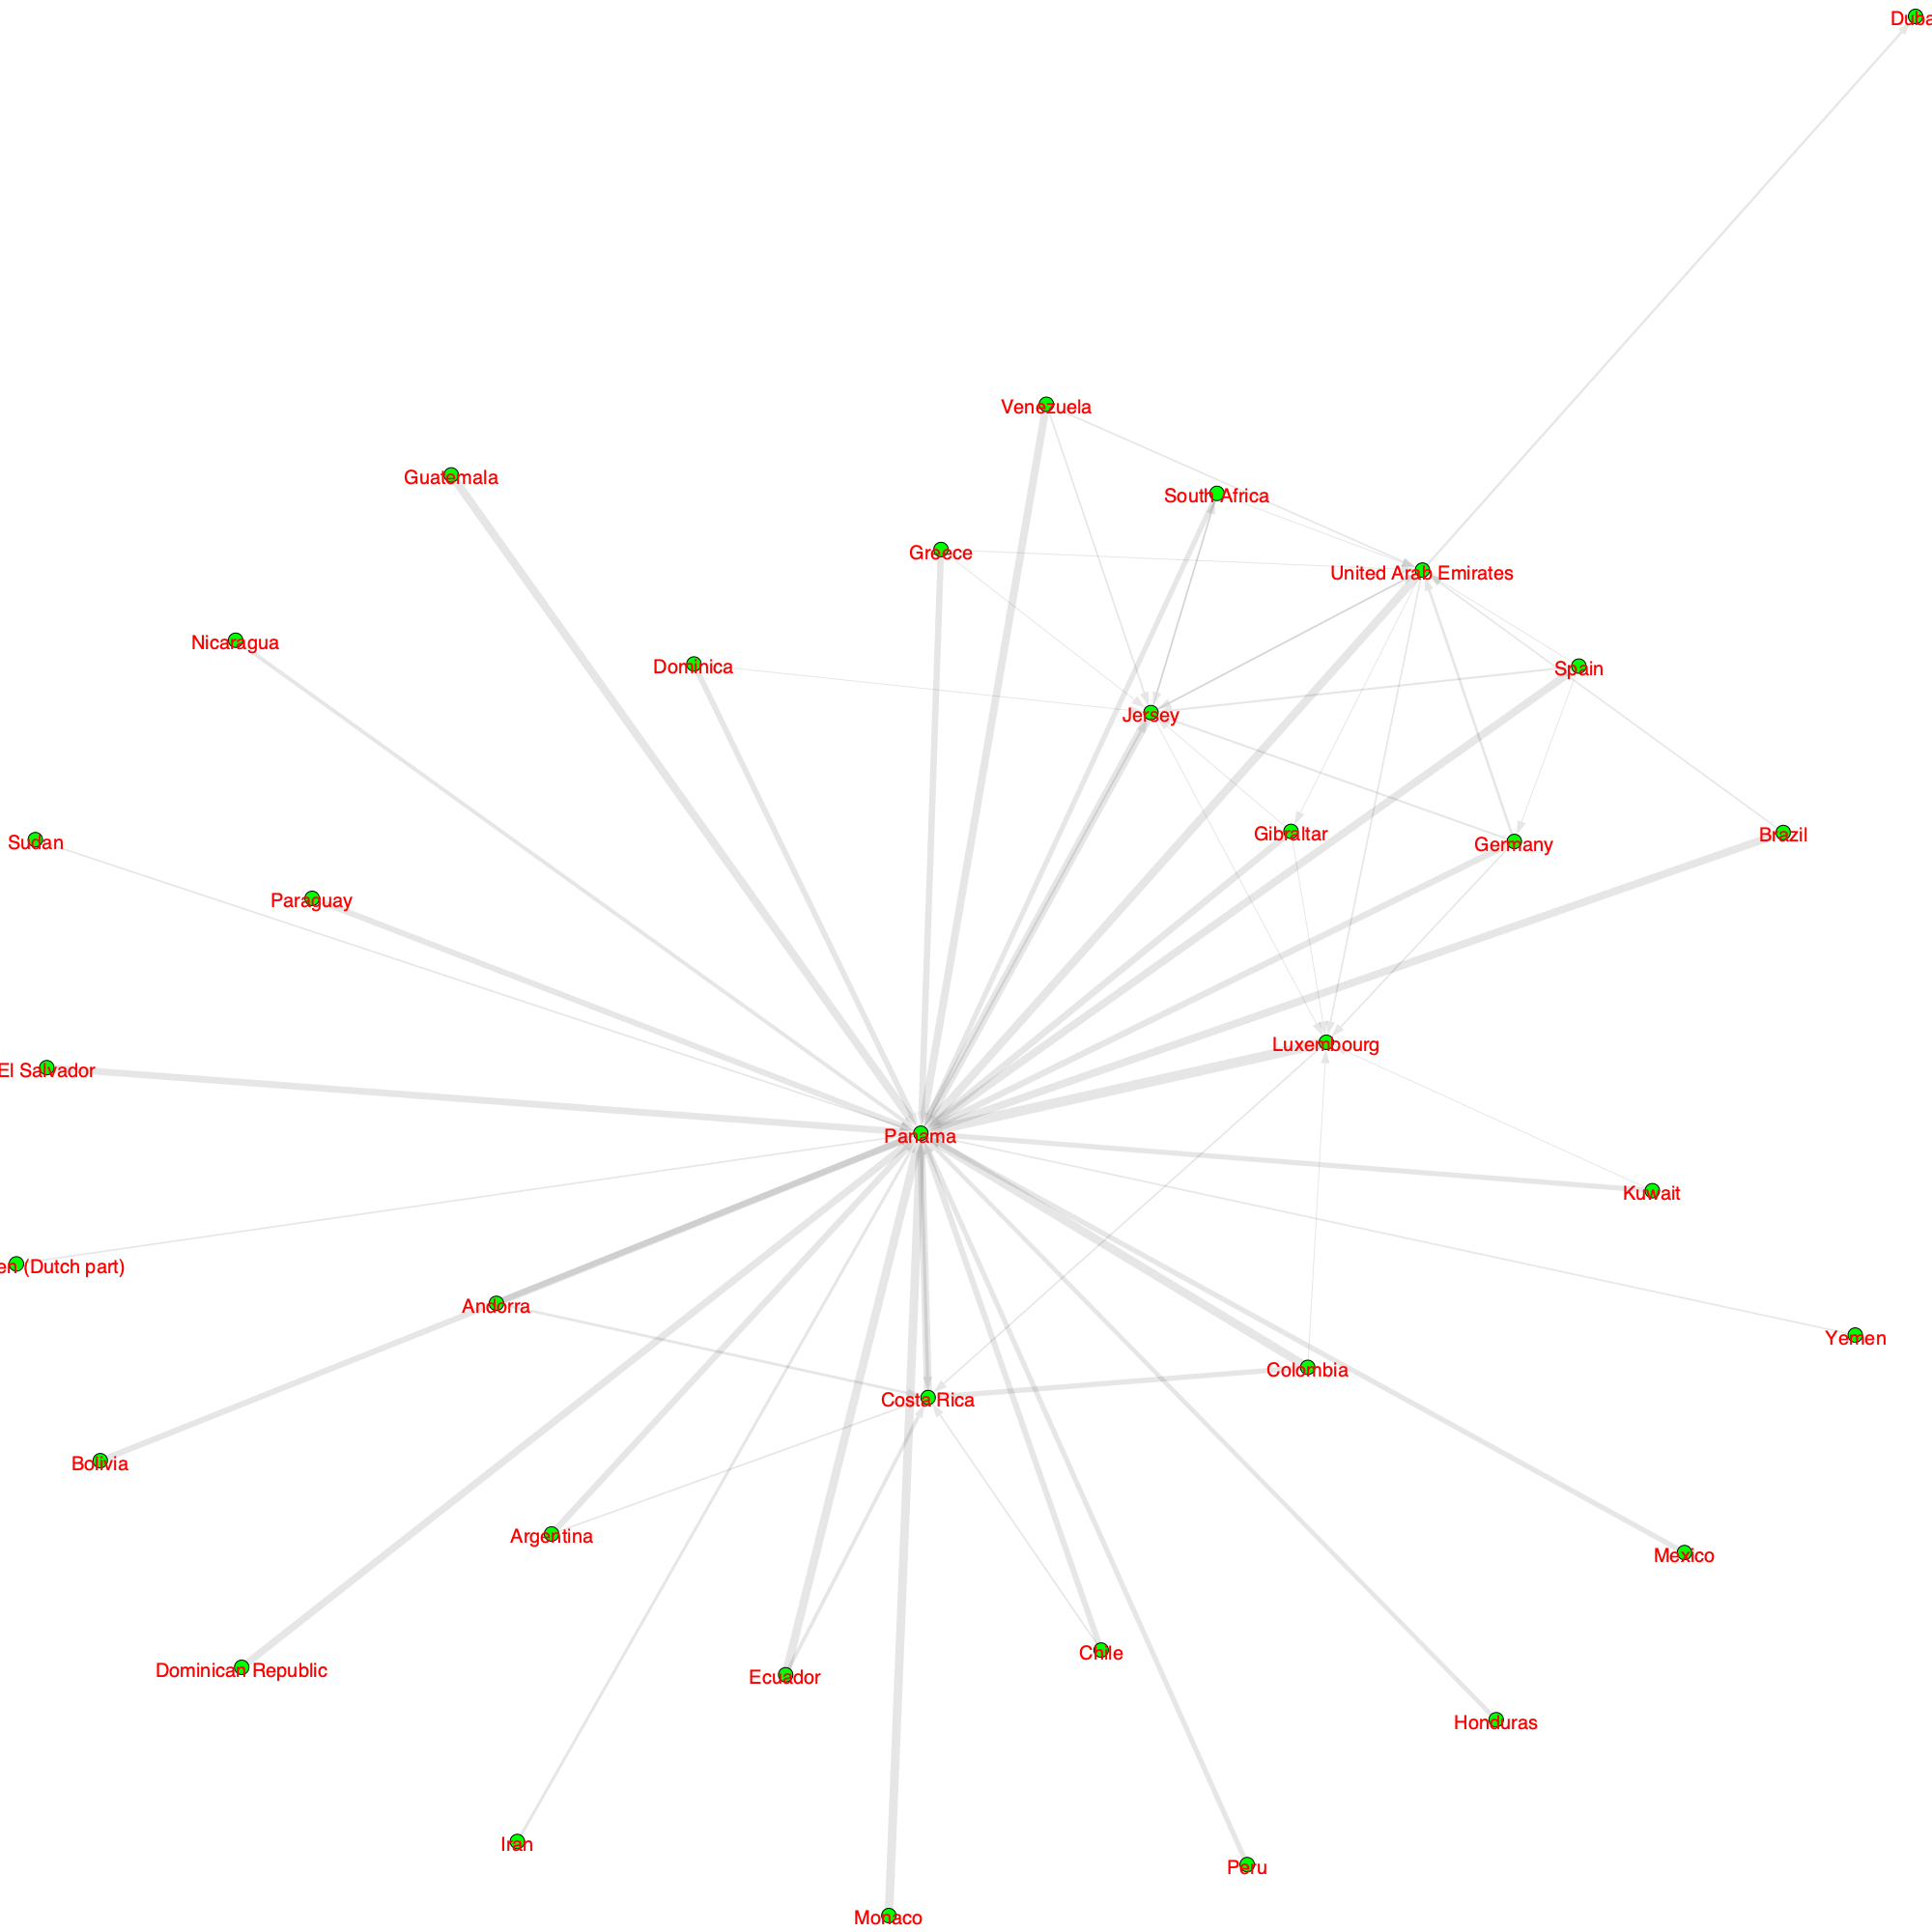 Duba
Venezuela
Guatemala
South Africa
Greece
United Arab Emirates
Nicaragua
Dominica
Spain
Jersey
Gibraltar
Germany
Brazil
Sudan
Paraguay
Luxembourg
El Salvador
Panama
Kuwait
en (Dutch part)
Andorra
Yemen
Colombia
Costa Rica
Bolivia
Argentina
Mexico
Chile
Dominican Republic
Ecuador
Honduras
Iran
Peru
Monaco